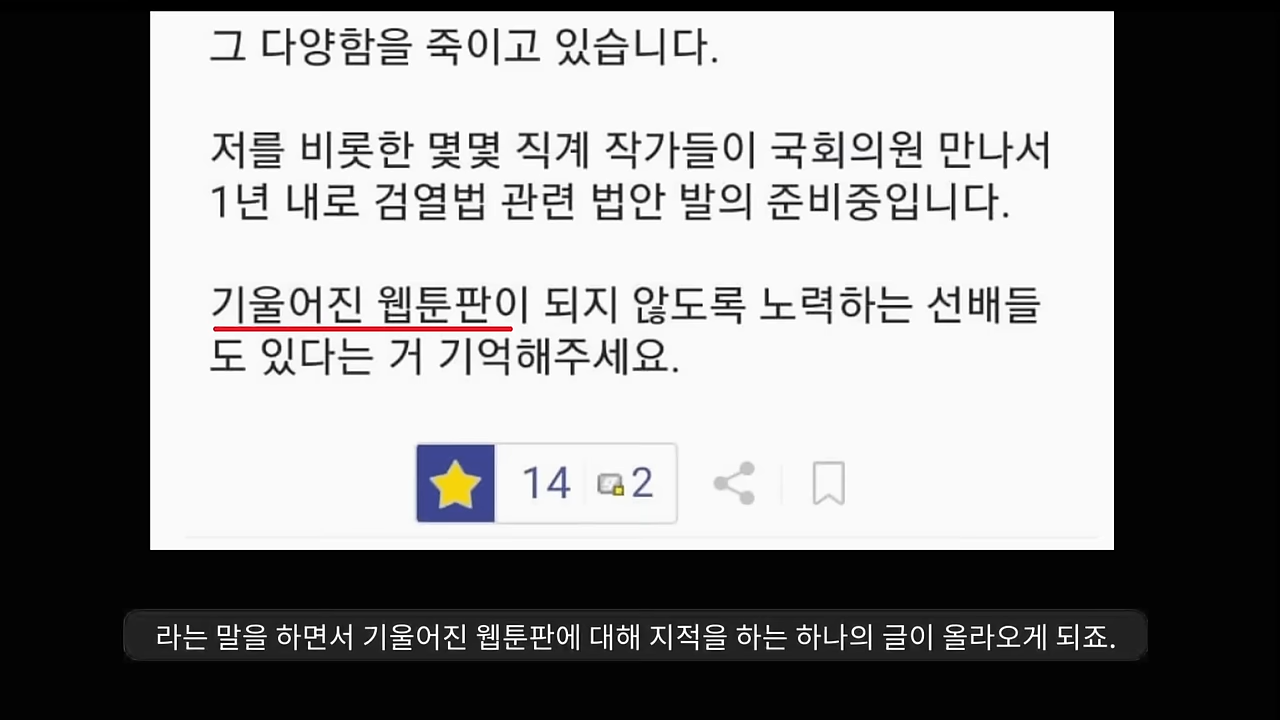 그 다양함을 죽이고 있습니다.
저를 비롯한 몇몇 직계 작가들이 국회의원 만나서
1년 내로 검열법 관련 법안 발의 준비중입니다.
기울어진 웹툰판이 되지 않도록 노력하는 선배들
도 있다는 거 기억해주세요.
14 2
라는 말을 하면서 기울어진 웹툰판에 대해 지적을 하는 하나의 글이 올라오게 되죠.